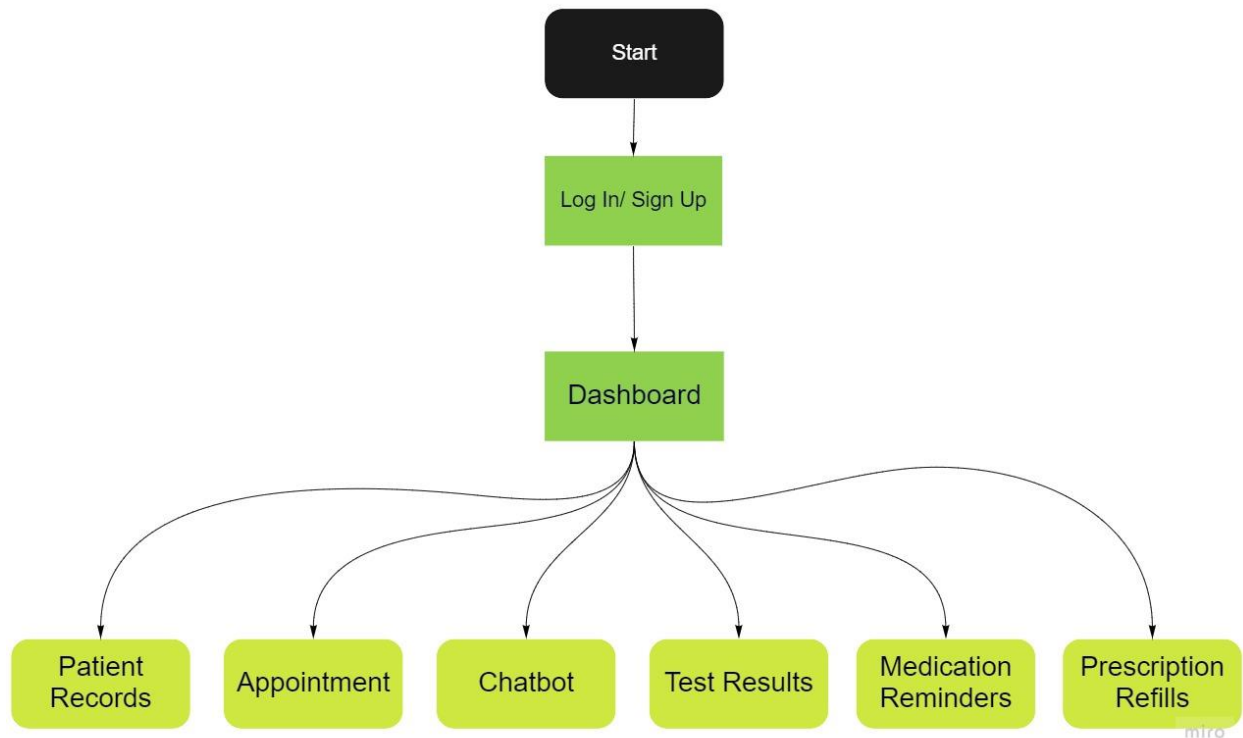 Start
Log In/ Sign Up
Dashboard
Patient
Records
Appointment
Chatbot
Test Results
Medication
Reminders
Prescription
Refills
miro